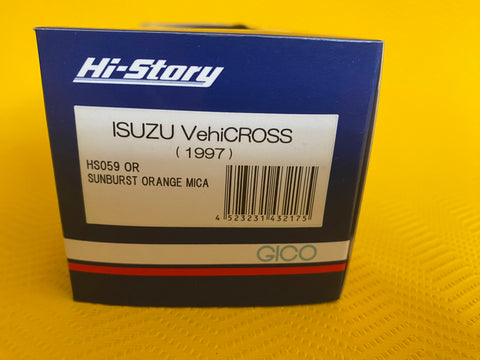 Hi-Story
ISUZU VehiCROSS
(1997)
HS059 OR
SUNBURST ORANGE MICA
4 523231 432175
GICO